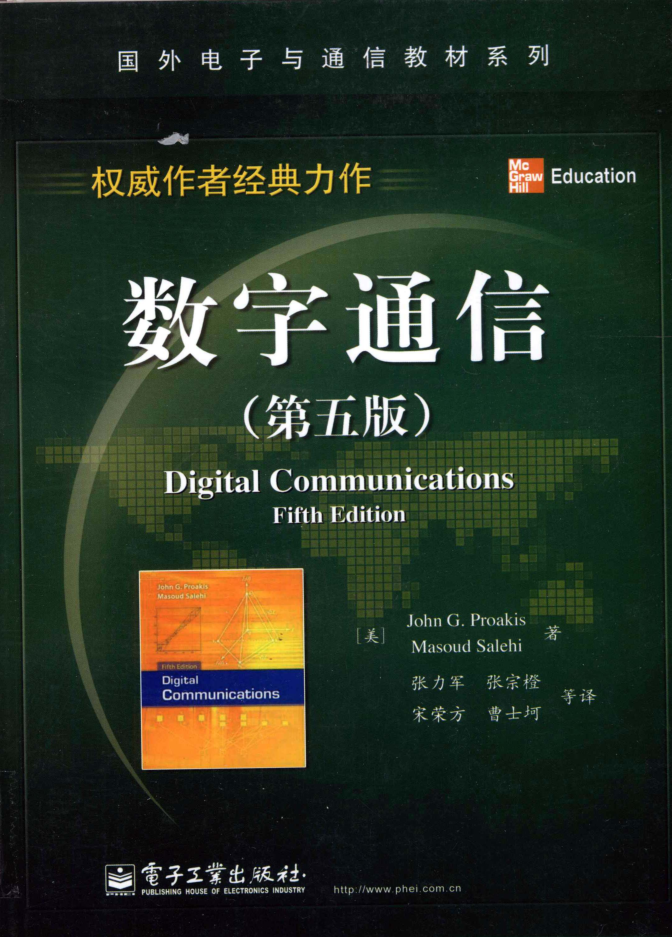 国外电子与通信教材系列
权威作者经典力作
Mc
Graw
Hill
Education
数字通信
（第五版）
Digital Communications
Fifth Edition
John G. Proakis
Masoud Salehi
Fifth Edition
Digital
Communications
[美] John G. Proakis
Masoud Salehi 著
张力军 张宗橙
宋荣方 曹士坷 等译
電子工業出版社·
PUBLISHING HOUSE OF ELECTRONICS INDUSTRY
http://www.phei.com.cn